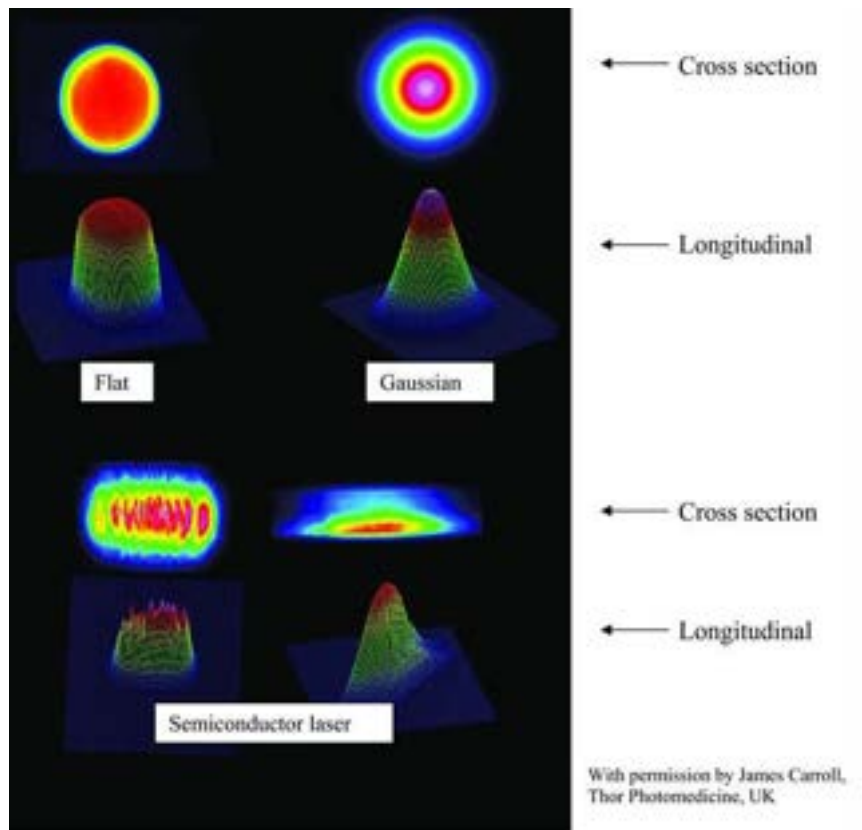 Cross section
Longitudinal
Flat
Gaussian
Cross section
Longitudinal
Semiconductor laser
With permission by James Carroll,
Thor Photomedicine, UK